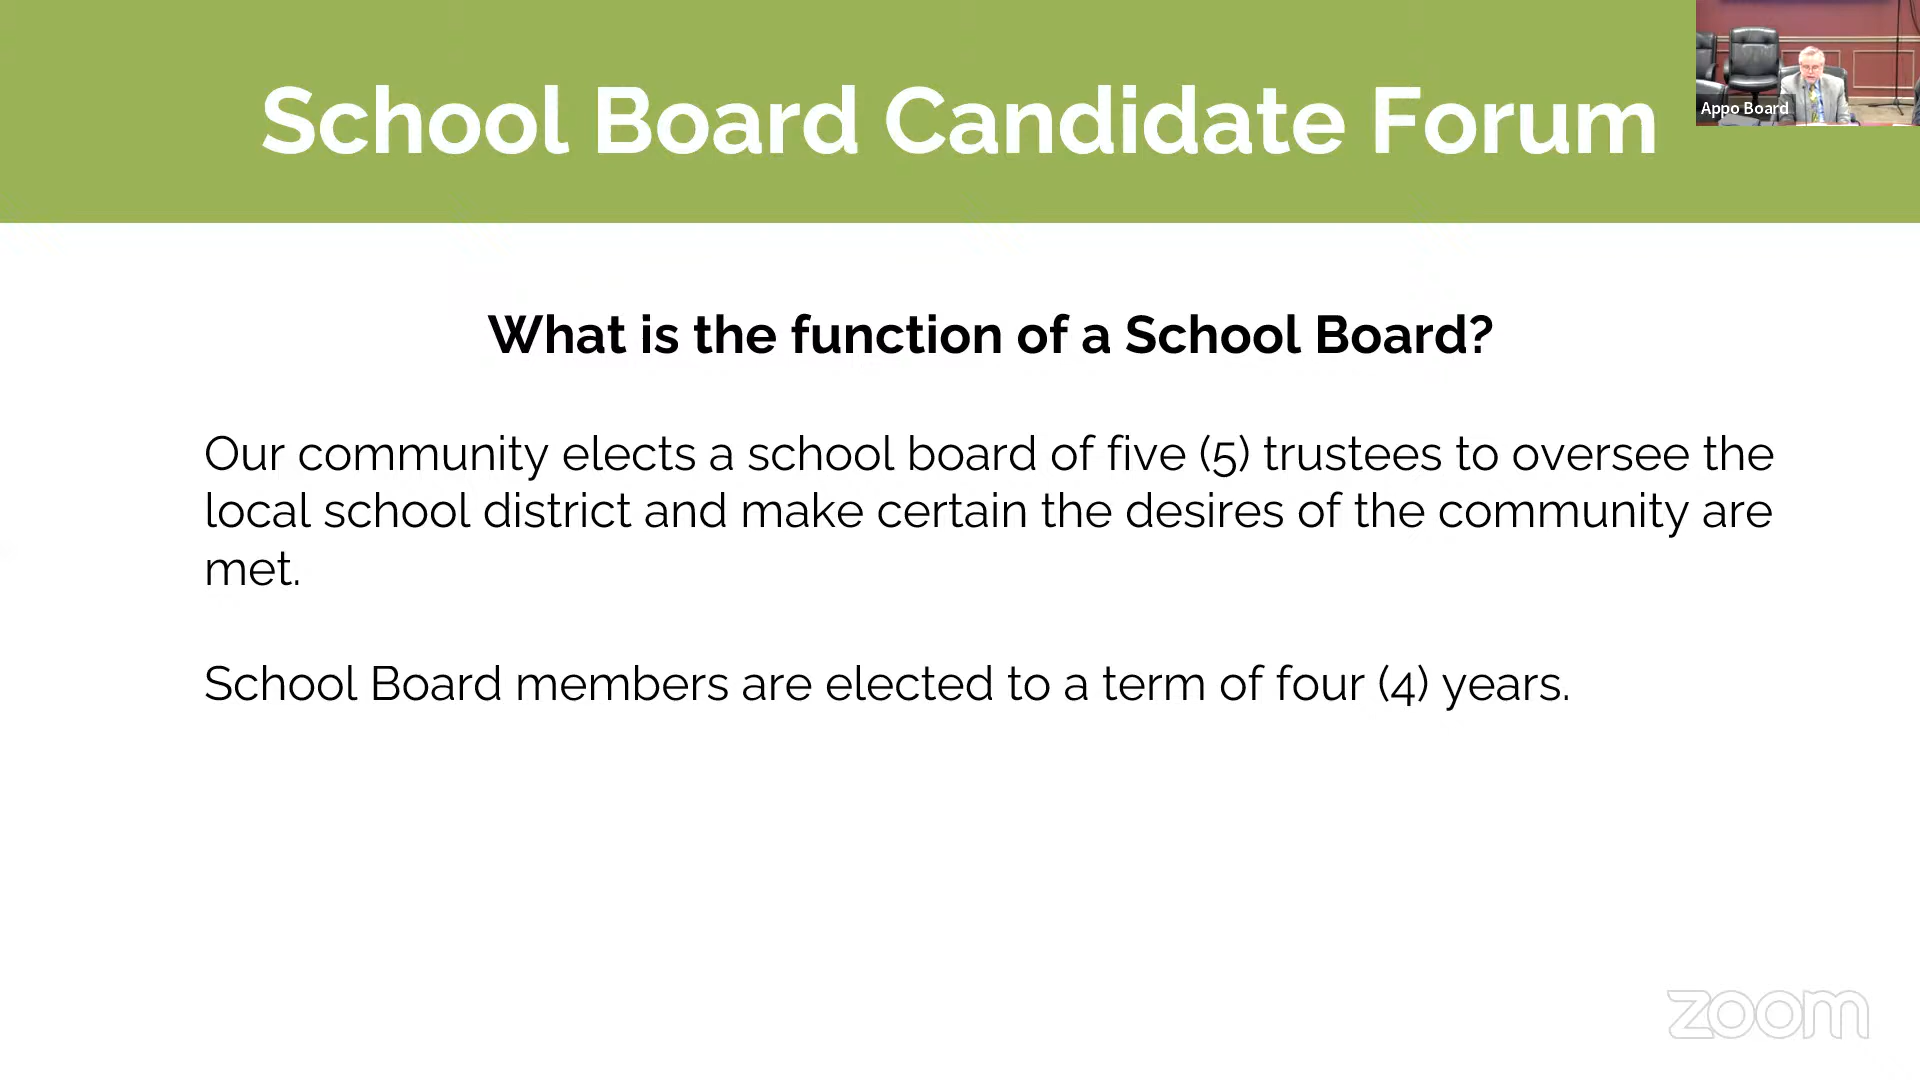 School Board Candidate Forum
Appo Board
What is the function of a School Board?
Our community elects a school board of five (5) trustees to oversee the
local school district and make certain the desires of the community are
met.
School Board members are elected to a term of four (4) years.
zoom